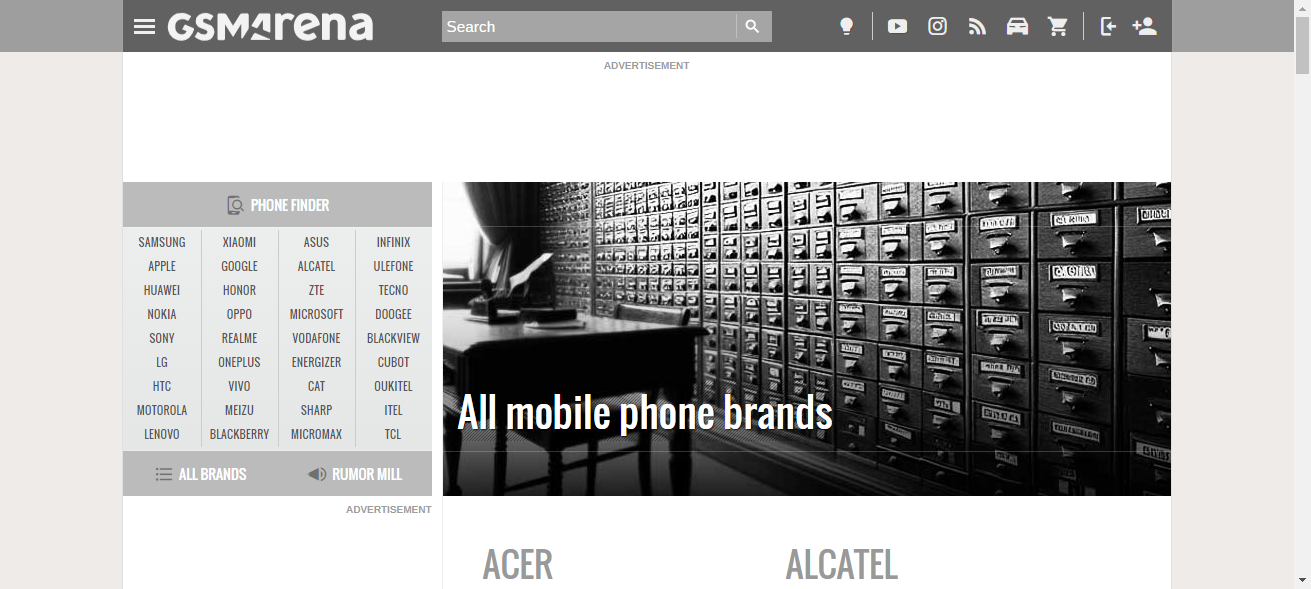 GSMArena
Search
ADVERTISEMENT
PHONE FINDER
SAMSUNG XIAOMI ASUS INFINIX
APPLE GOOGLE ALCATEL ULEFONE
HUAWEI HONOR ZTE TECNO
NOKIA OPPO MICROSOFT DOOGEE
SONY REALME VODAFONE BLACKVIEW
LG ONEPLUS ENERGIZER CUBOT
HTC VIVO CAT OUKITEL
MOTOROLA MEIZU SHARP ITEL
LENOVO BLACKBERRY MICROMAX TCL
ALL BRANDS RUMOR MILL
ADVERTISEMENT
All mobile phone brands
ACER ALCATEL